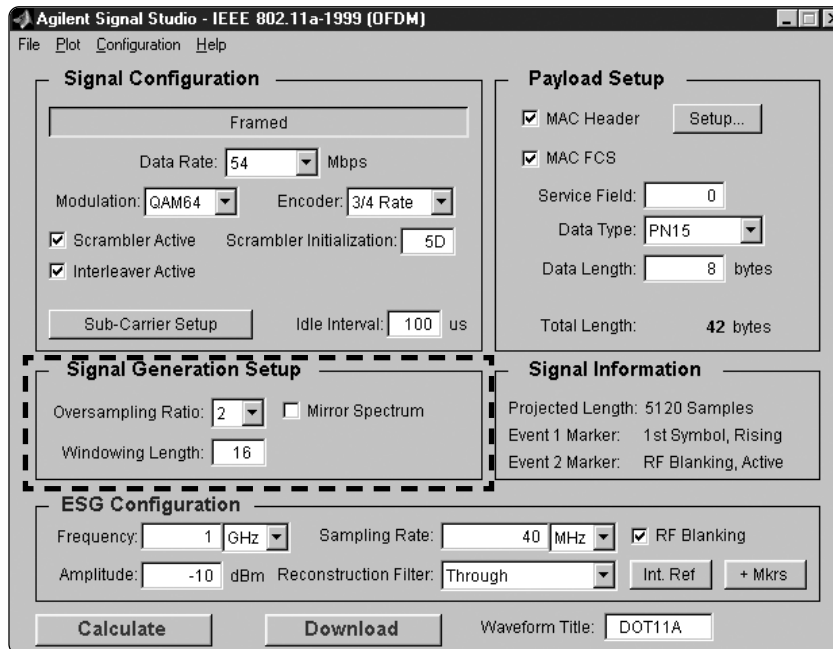 Agilent Signal Studio - IEEE 802.11a-1999 (OFDM)
File Plot Configuration Help
Signal Configuration
Framed
Data Rate: 54 Mbps
Modulation: QAM64 Encoder: 3/4 Rate
Scrambler Active Scrambler Initialization: 5D
Interleaver Active
Sub-Carrier Setup Idle Interval: 100 us
Payload Setup
MAC Header Setup...
MAC FCS
Service Field: 0
Data Type: PN15
Data Length: 8 bytes
Total Length: 42 bytes
Signal Generation Setup
Oversampling Ratio: 2 Mirror Spectrum
Windowing Length: 16
Signal Information
Projected Length: 5120 Samples
Event 1 Marker: 1st Symbol, Rising
Event 2 Marker: RF Blanking, Active
ESG Configuration
Frequency: 1 GHz Sampling Rate: 40 MHz RF Blanking
Amplitude: -10 dBm Reconstruction Filter: Through Int. Ref + Mkrs
Calculate Download Waveform Title: DOT11A